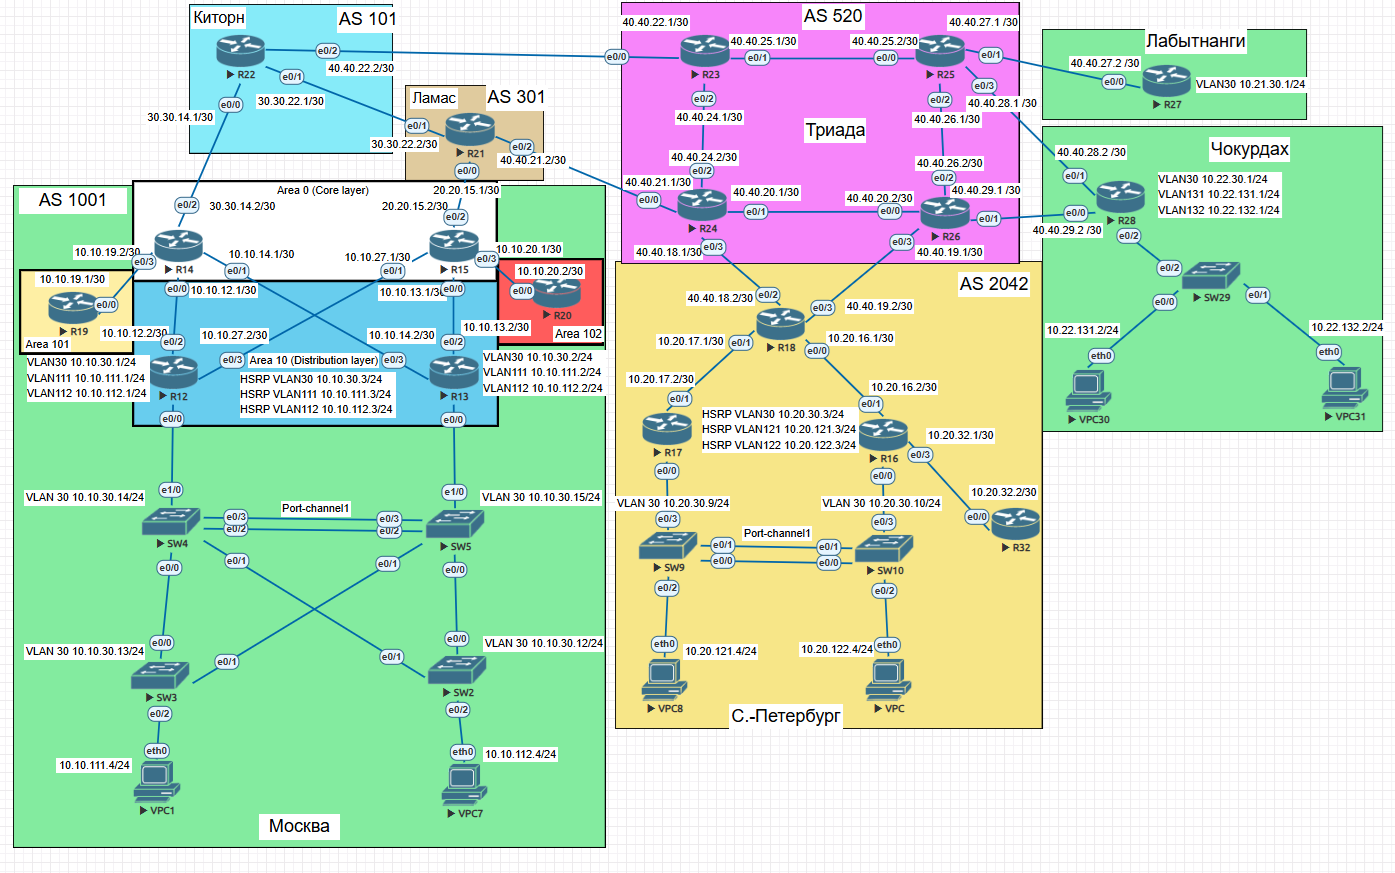 Киторн
AS 101
e0/2
40.40.22.2/30
R22
e0/1
30.30.22.1/30
e0/0
30.30.14.1/30
Ламас
AS 301
e0/1
30.30.22.2/30
R21
e0/2
40.40.21.2/30
e0/0
20.20.15.1/30
AS 520
40.40.22.1/30
e0/0
R23
40.40.25.1/30
e0/1
e0/2
40.40.24.1/30
40.40.25.2/30
e0/0
R25
40.40.27.1 /30
e0/1
e0/3
40.40.28.1 /30
e0/2
40.40.26.1/30
Триада
40.40.24.2/30
e0/2
40.40.21.1/30
e0/0
R24
40.40.20.1/30
e0/1
e0/3
40.40.18.1/30
40.40.26.2/30
e0/2
40.40.29.1 /30
40.40.20.2/30
e0/0
R26
e0/1
e0/3
40.40.19.1/30
Лабытнанги
40.40.27.2 /30
e0/0
R27
VLAN30 10.21.30.1/24
Чокурдах
40.40.28.2 /30
e0/1
VLAN30 10.22.30.1/24
VLAN131 10.22.131.1/24
VLAN132 10.22.132.1/24
R28
e0/0
40.40.29.2 /30
e0/2
e0/2
SW29
e0/0
e0/1
10.22.131.2/24
10.22.132.2/24
eth0
eth0
VPC30
VPC31
AS 1001
Area 0 (Core layer)
e0/2
30.30.14.2/30
20.20.15.2/30
e0/2
10.10.19.2/30
e0/3
R14
10.10.14.1/30
e0/1
10.10.27.1/30
e0/1
R15
10.10.20.1/30
e0/3
e0/0
10.10.12.1/30
10.10.13.1/30
e0/0
10.10.19.1/30
e0/0
R19
Area 101
10.10.20.2/30
e0/0
R20
Area 102
10.10.12.2/30
e0/2
10.10.27.2/30
10.10.14.2/30
10.10.13.2/30
e0/2
VLAN30 10.10.30.1/24
VLAN111 10.10.111.1/24
VLAN112 10.10.112.1/24
R12
e0/3
Area 10 (Distribution layer)
e0/3
HSRP VLAN30 10.10.30.3/24
HSRP VLAN111 10.10.111.3/24
HSRP VLAN112 10.10.112.3/24
R13
VLAN30 10.10.30.2/24
VLAN111 10.10.111.2/24
VLAN112 10.10.112.2/24
e0/0
e0/0
VLAN 30 10.10.30.14/24
e1/0
e1/0
VLAN 30 10.10.30.15/24
Port-channel1
e0/3
e0/2
e0/3
e0/2
SW4
SW5
e0/0
e0/1
e0/1
e0/0
VLAN 30 10.10.30.13/24
e0/0
e0/1
e0/1
e0/0
VLAN 30 10.10.30.12/24
SW3
SW2
e0/2
e0/2
eth0
eth0
10.10.111.4/24
10.10.112.4/24
VPC1
VPC7
Москва
AS 2042
40.40.18.2/30
e0/2
e0/3
40.40.19.2/30
R18
10.20.17.1/30
e0/1
10.20.16.1/30
e0/0
10.20.17.2/30
e0/1
10.20.16.2/30
e0/1
R17
HSRP VLAN30 10.20.30.3/24
HSRP VLAN121 10.20.121.3/24
HSRP VLAN122 10.20.122.3/24
R16
e0/0
e0/0
10.20.32.1/30
e0/3
10.20.32.2/30
e0/0
R32
VLAN 30 10.20.30.9/24
VLAN 30 10.20.30.10/24
e0/3
e0/3
Port-channel1
e0/1
e0/0
e0/1
e0/0
SW9
SW10
e0/2
e0/2
eth0
eth0
10.20.121.4/24
10.20.122.4/24
VPC8
VPC
С.-Петербург